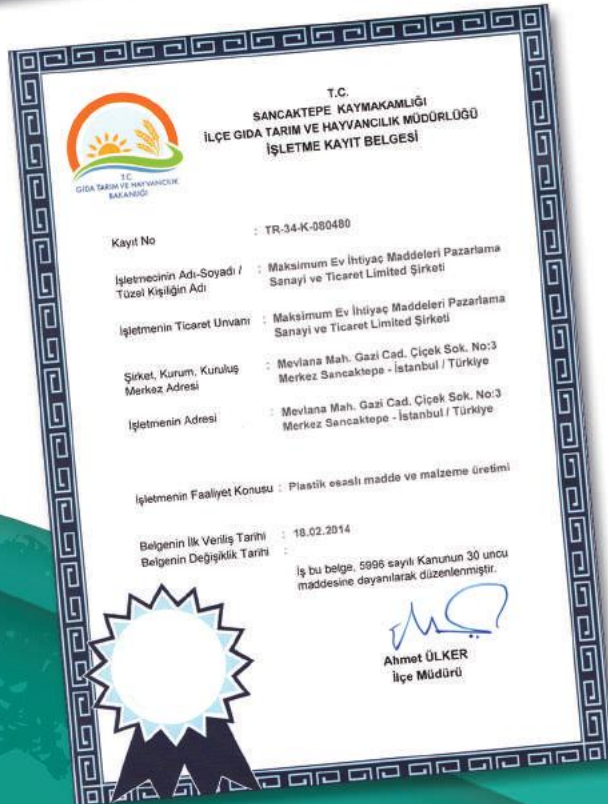 T.C.
SANCAKTEPE KAYMAKAMLIĞI
İLÇE GIDA TARIM VE HAYVANCILIK MÜDÜRLÜĞÜ
İŞLETME KAYIT BELGESİ
T.C.
GIDA TARIM VE HAYVANCILIK
BAKANLIĞI
Kayıt No : TR-34-K-080480
İşletmecinin Adı-Soyadı / : Maksimum Ev İhtiyaç Maddeleri Pazarlama
Tüzel Kişiliğin Adı Sanayi ve Ticaret Limited Şirketi
İşletmenin Ticaret Unvanı : Maksimum Ev İhtiyaç Maddeleri Pazarlama
Sanayi ve Ticaret Limited Şirketi
Şirket, Kurum, Kuruluş : Mevlana Mah. Gazi Cad. Çiçek Sok. No:3
Merkez Adresi Merkez Sancaktepe - İstanbul / Türkiye
İşletmenin Adresi : Mevlana Mah. Gazi Cad. Çiçek Sok. No:3
Merkez Sancaktepe - İstanbul / Türkiye
İşletmenin Faaliyet Konusu : Plastik esaslı madde ve malzeme üretimi
Belgenin İlk Veriliş Tarihi : 18.02.2014
Belgenin Değişiklik Tarihi :
İş bu belge, 5996 sayılı Kanunun 30 uncu
maddesine dayanılarak düzenlenmiştir.
Ahmet ÜLKER
İlçe Müdürü